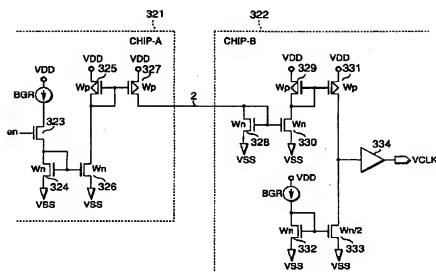 321
322
CHIP-A
CHIP-B
VDD
325
VDD
327
VDD
329
VDD
331
VDD
Wp
Wp
Wp
Wp
BGR
2
323
en
Wn
328
Wn
330
Wn
324
Wn
326
VSS
VSS
334
VCLK
VSS
VSS
VDD
BGR
Wn
332
Wn/2
333
VSS
VSS